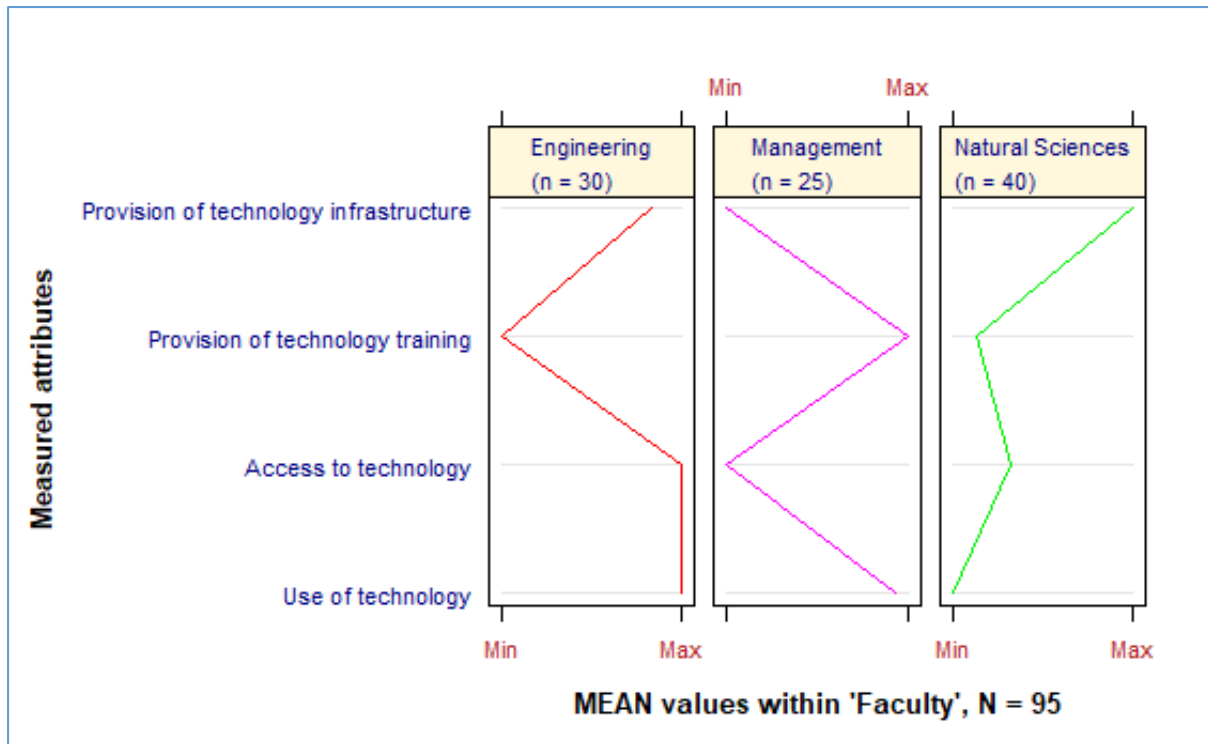 Min Max
Engineering
(n = 30)
Management
(n = 25)
Natural Sciences
(n = 40)
Provision of technology infrastructure
Provision of technology training
Access to technology
Use of technology
Measured attributes
Min Max Min Max
MEAN values within 'Faculty', N = 95